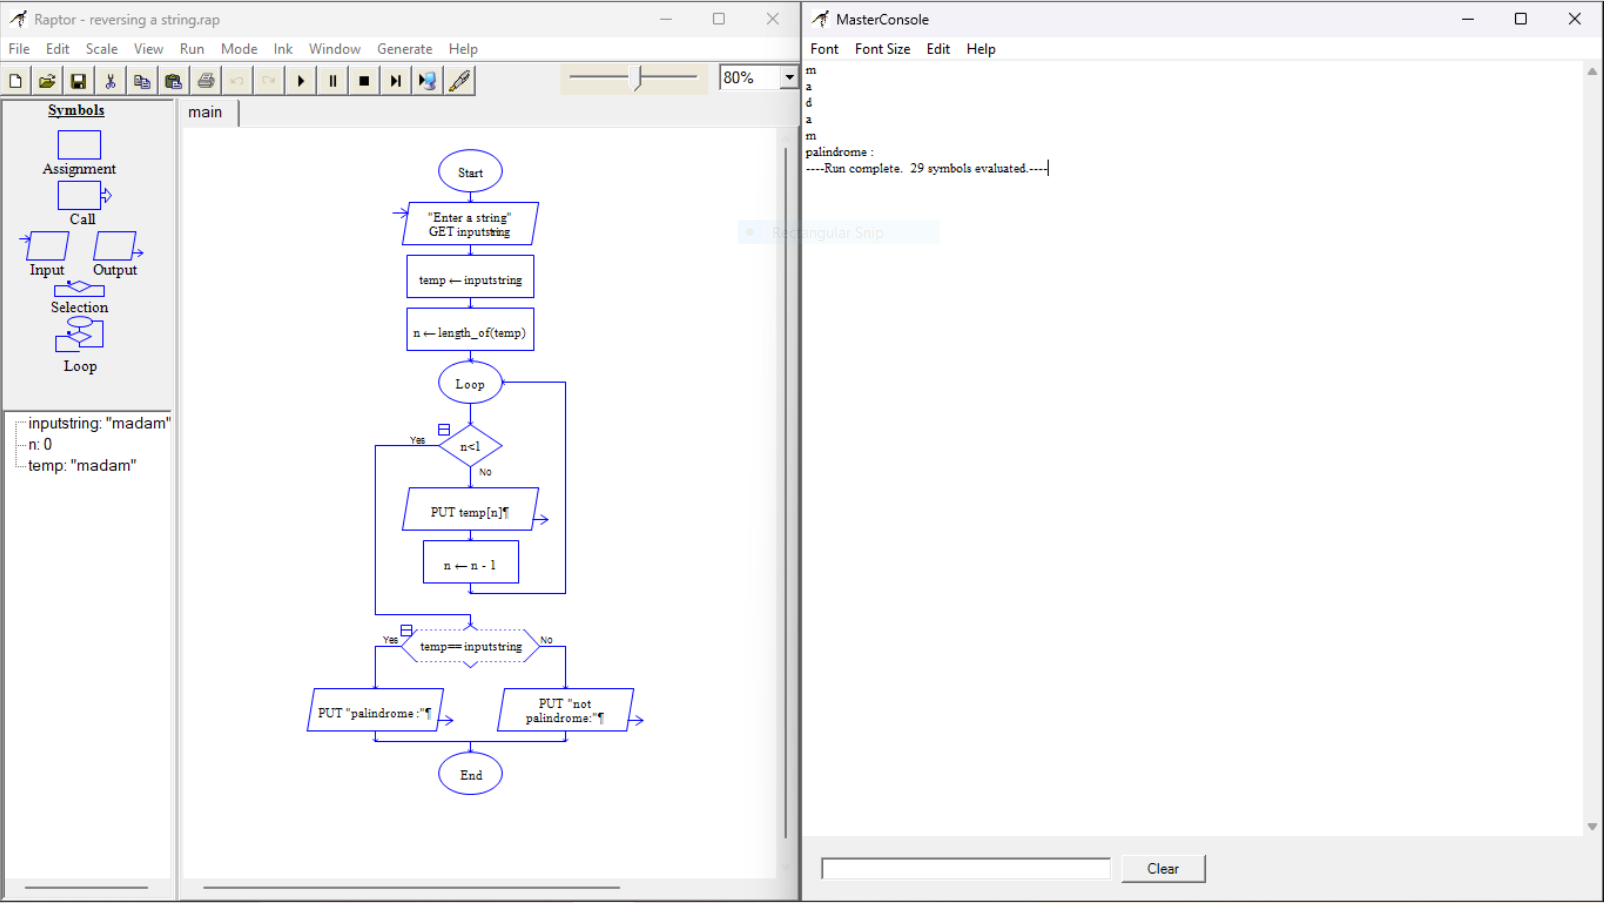 Raptor - reversing a string.rap
File Edit Scale View Run Mode Ink Window Generate Help
80%
Symbols
Assignment
Call
Input Output
Selection
Loop
inputstring: "madam"
n: 0
temp: "madam"
main
Start
"Enter a string"
GET inputstring
temp ← inputstring
n ← length_of(temp)
Loop
Yes
n<1
No
PUT temp[n]¶
n ← n - 1
Yes
temp==inputstring
No
PUT "palindrome :"¶
PUT "not
palindrome:"¶
End
MasterConsole
Font Font Size Edit Help
m
a
d
a
m
palindrome :
----Run complete.  29 symbols evaluated.----
Rectangular Snip
Clear